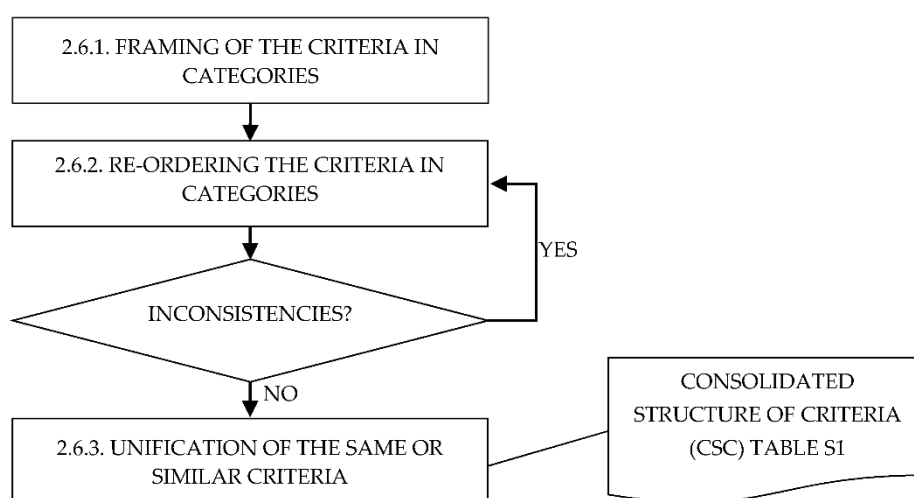 2.6.1. FRAMING OF THE CRITERIA IN
CATEGORIES
2.6.2. RE-ORDERING THE CRITERIA IN
CATEGORIES
YES
INCONSISTENCIES?
NO
CONSOLIDATED
STRUCTURE OF CRITERIA
(CSC) TABLE S1
2.6.3. UNIFICATION OF THE SAME OR
SIMILAR CRITERIA